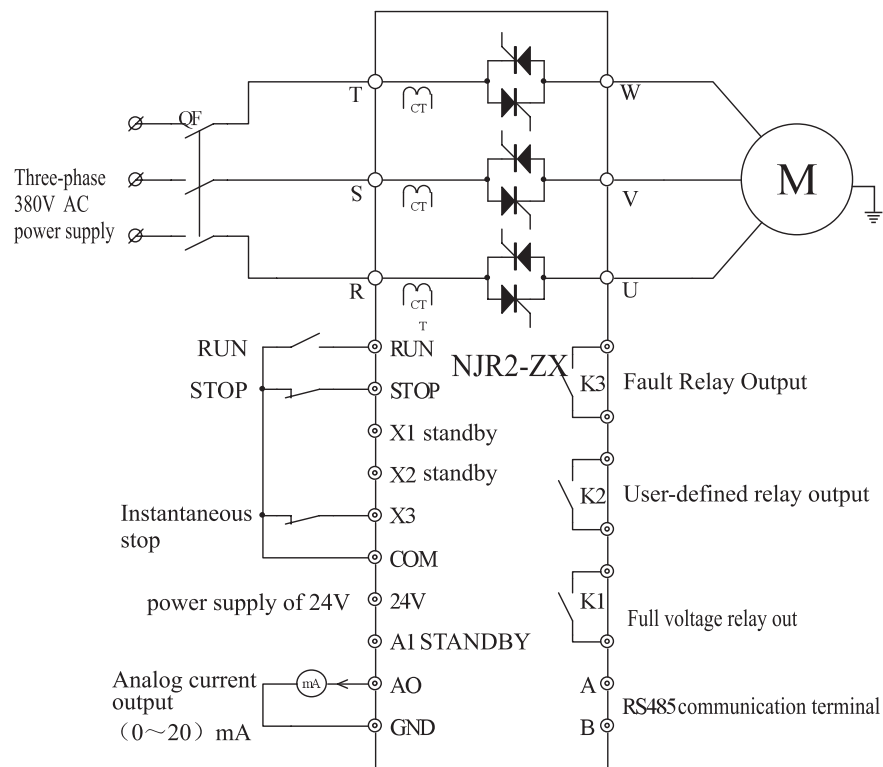 T
CT
W
QF
Three-phase
380V AC
power supply
S
CT
V
M
R
CT
T
U
RUN
RUN
NJR2-ZX
STOP
STOP
K3
Fault Relay Output
X1 standby
X2 standby
K2
User-defined relay output
Instantaneous
stop
X3
COM
power supply of 24V
24V
K1
Full voltage relay out
A1 STANDBY
Analog current
output
(0～20) mA
mA
AO
A
RS485 communication terminal
GND
B